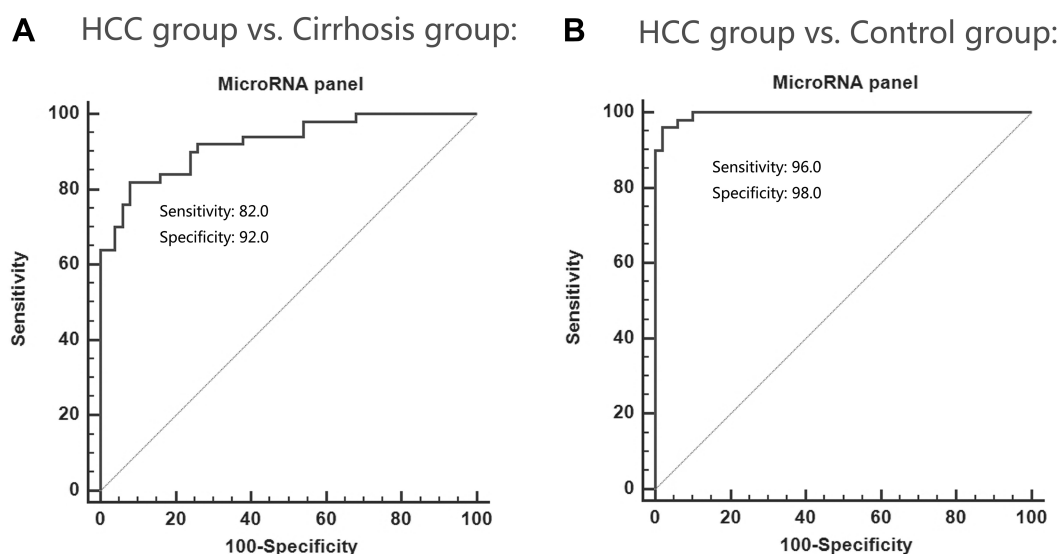 A
HCC group vs. Cirrhosis group:
MicroRNA panel
100
80
60
40
20
0
Sensitivity
Sensitivity: 82.0
Specificity: 92.0
0 20 40 60 80 100
100-Specificity
B
HCC group vs. Control group:
MicroRNA panel
100
80
60
40
20
0
Sensitivity
Sensitivity: 96.0
Specificity: 98.0
0 20 40 60 80 100
100-Specificity